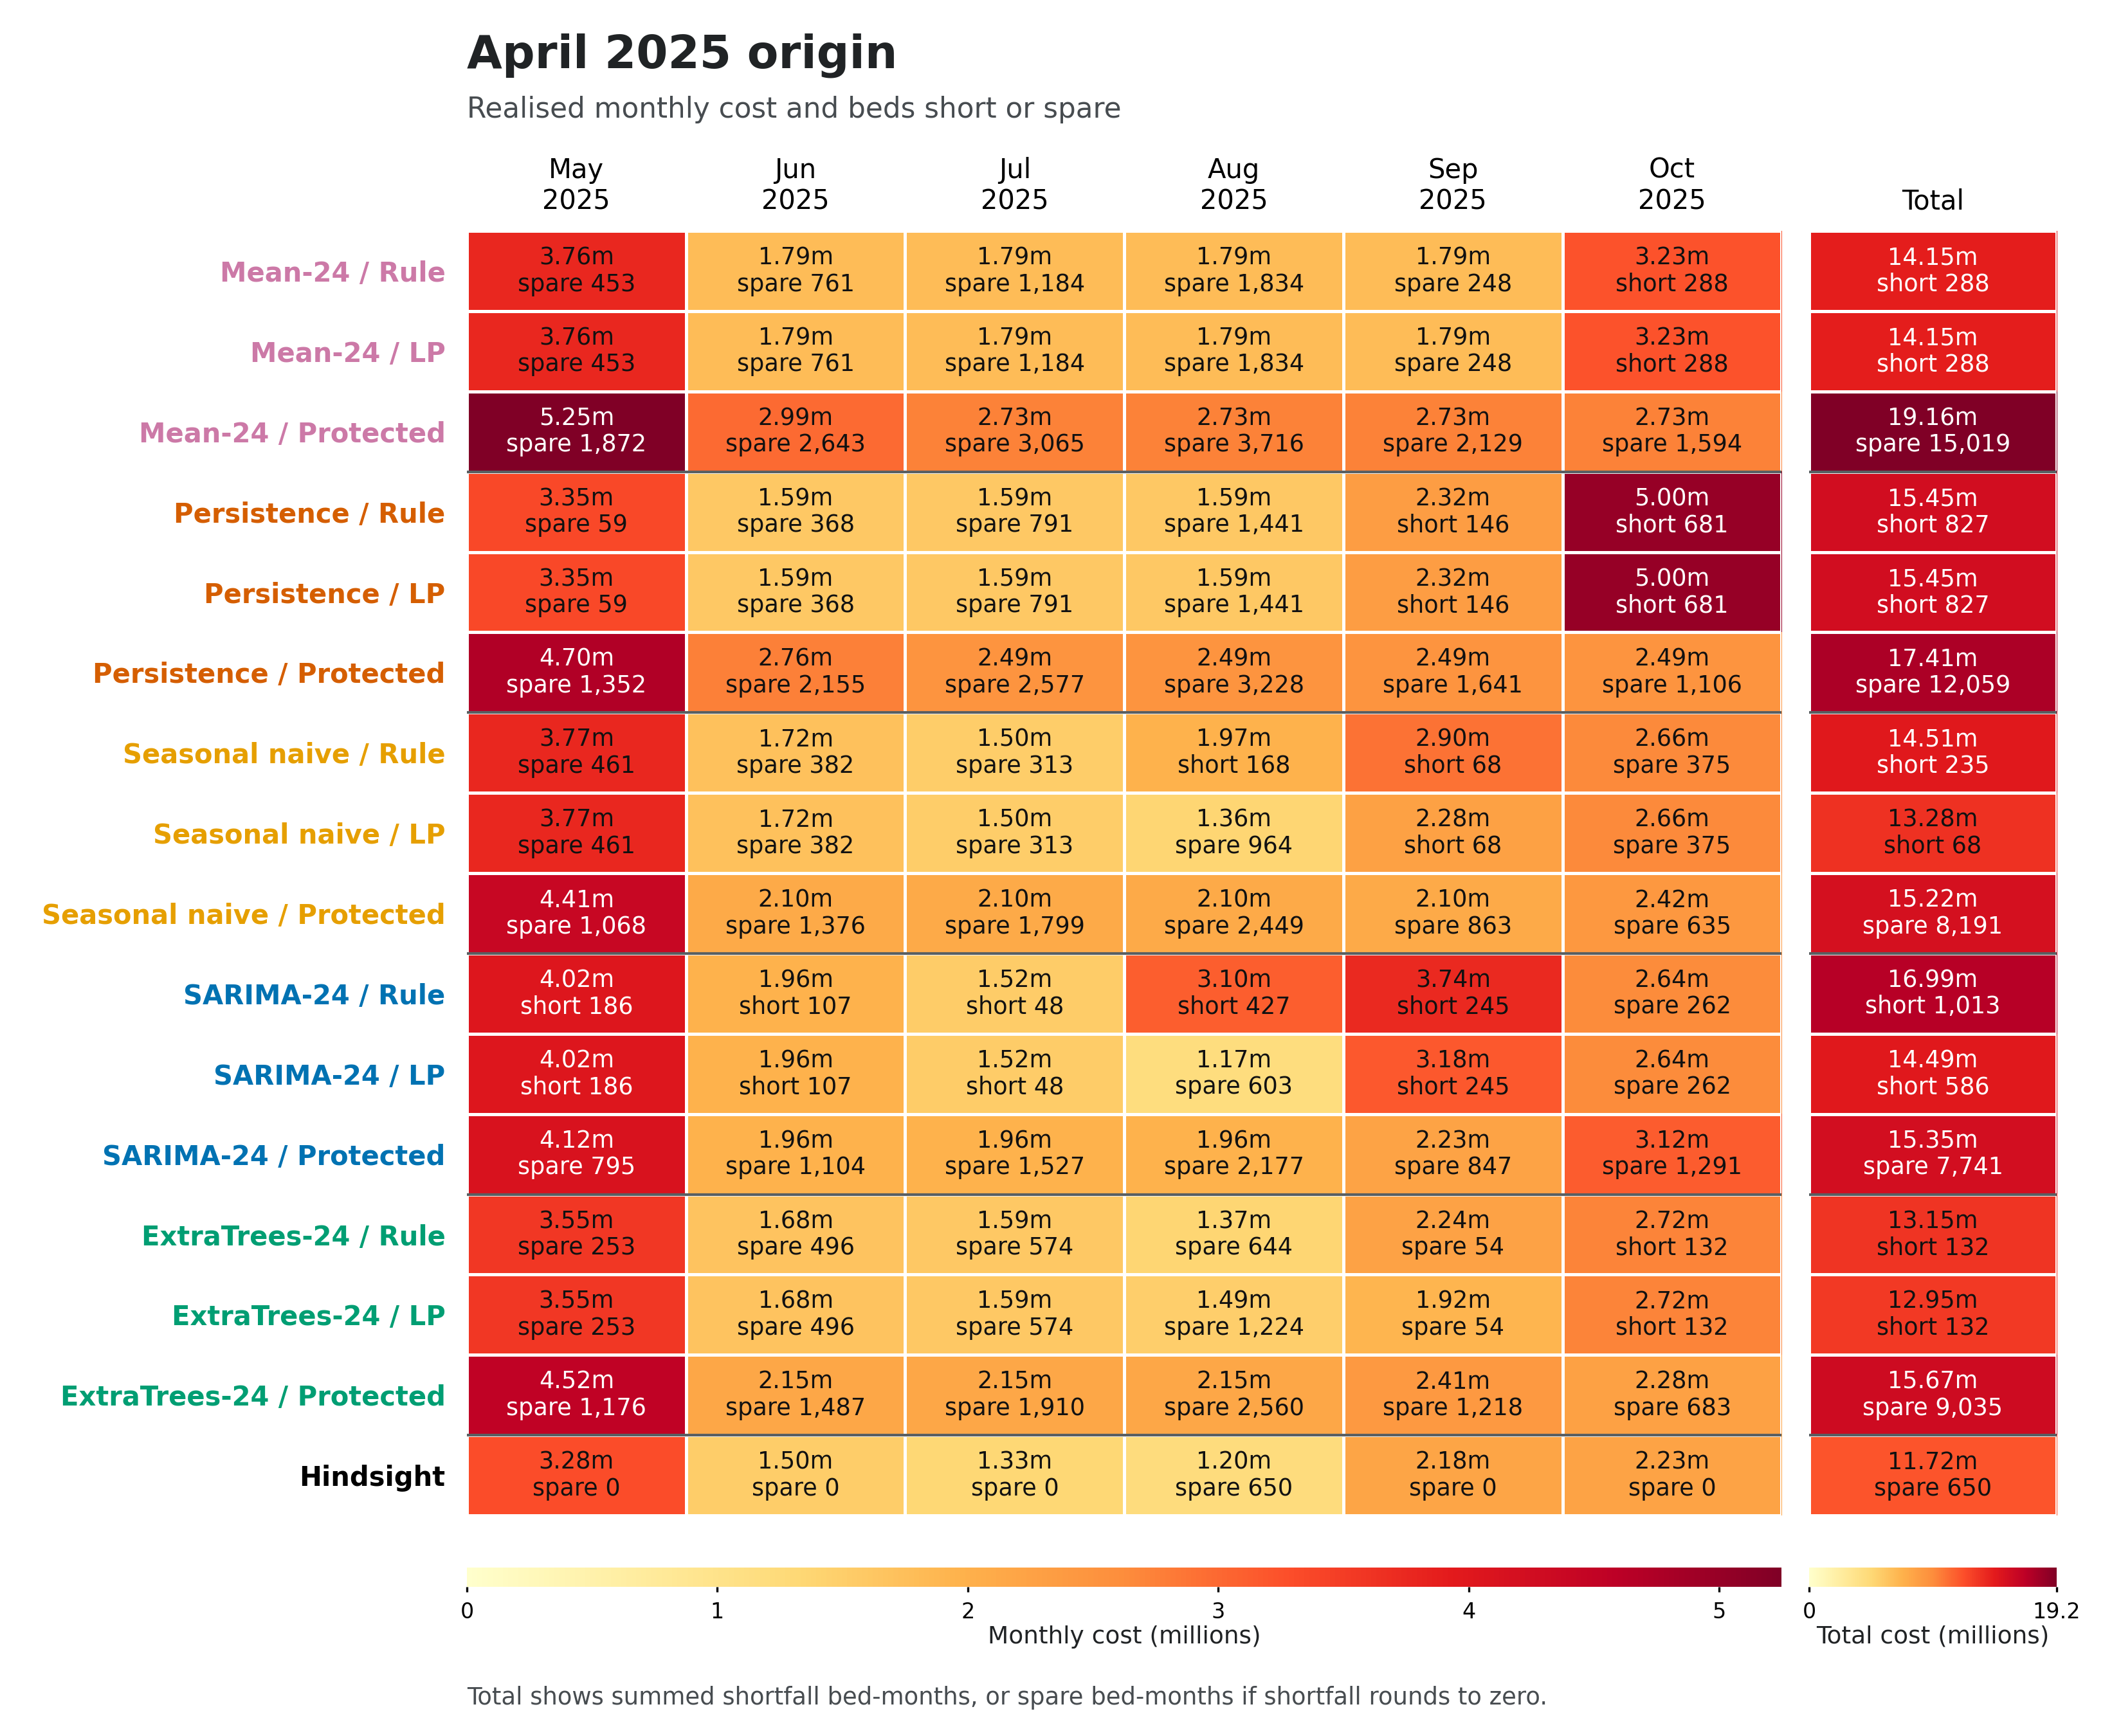 April 2025 origin
Realised monthly cost and beds short or spare
May 2025 Jun 2025 Jul 2025 Aug 2025 Sep 2025 Oct 2025 Total
Mean-24 / Rule 3.76m 1.79m 1.79m 1.79m 1.79m 3.23m 14.15m
spare 453 spare 761 spare 1,184 spare 1,834 spare 248 short 288 short 288
Mean-24 / LP 3.76m 1.79m 1.79m 1.79m 1.79m 3.23m 14.15m
spare 453 spare 761 spare 1,184 spare 1,834 spare 248 short 288 short 288
Mean-24 / Protected 5.25m 2.99m 2.73m 2.73m 2.73m 2.73m 19.16m
spare 1,872 spare 2,643 spare 3,065 spare 3,716 spare 2,129 spare 1,594 spare 15,019
Persistence / Rule 3.35m 1.59m 1.59m 1.59m 2.32m 5.00m 15.45m
spare 59 spare 368 spare 791 spare 1,441 short 146 short 681 short 827
Persistence / LP 3.35m 1.59m 1.59m 1.59m 2.32m 5.00m 15.45m
spare 59 spare 368 spare 791 spare 1,441 short 146 short 681 short 827
Persistence / Protected 4.70m 2.76m 2.49m 2.49m 2.49m 2.49m 17.41m
spare 1,352 spare 2,155 spare 2,577 spare 3,228 spare 1,641 spare 1,106 spare 12,059
Seasonal naive / Rule 3.77m 1.72m 1.50m 1.97m 2.90m 2.66m 14.51m
spare 461 spare 382 spare 313 short 168 short 68 spare 375 short 235
Seasonal naive / LP 3.77m 1.72m 1.50m 1.36m 2.28m 2.66m 13.28m
spare 461 spare 382 spare 313 spare 964 short 68 spare 375 short 68
Seasonal naive / Protected 4.41m 2.10m 2.10m 2.10m 2.10m 2.42m 15.22m
spare 1,068 spare 1,376 spare 1,799 spare 2,449 spare 863 spare 635 spare 8,191
SARIMA-24 / Rule 4.02m 1.96m 1.52m 3.10m 3.74m 2.64m 16.99m
short 186 short 107 short 48 short 427 short 245 spare 262 short 1,013
SARIMA-24 / LP 4.02m 1.96m 1.52m 1.17m 3.18m 2.64m 14.49m
short 186 short 107 short 48 spare 603 short 245 spare 262 short 586
SARIMA-24 / Protected 4.12m 1.96m 1.96m 1.96m 2.23m 3.12m 15.35m
spare 795 spare 1,104 spare 1,527 spare 2,177 spare 847 spare 1,291 spare 7,741
ExtraTrees-24 / Rule 3.55m 1.68m 1.59m 1.37m 2.24m 2.72m 13.15m
spare 253 spare 496 spare 574 spare 644 spare 54 short 132 short 132
ExtraTrees-24 / LP 3.55m 1.68m 1.59m 1.49m 1.92m 2.72m 12.95m
spare 253 spare 496 spare 574 spare 1,224 spare 54 short 132 short 132
ExtraTrees-24 / Protected 4.52m 2.15m 2.15m 2.15m 2.41m 2.28m 15.67m
spare 1,176 spare 1,487 spare 1,910 spare 2,560 spare 1,218 spare 683 spare 9,035
Hindsight 3.28m 1.50m 1.33m 1.20m 2.18m 2.23m 11.72m
spare 0 spare 0 spare 0 spare 650 spare 0 spare 0 spare 650
0 1 2 3 4 5 0 19.2
Monthly cost (millions) Total cost (millions)
Total shows summed shortfall bed-months, or spare bed-months if shortfall rounds to zero.